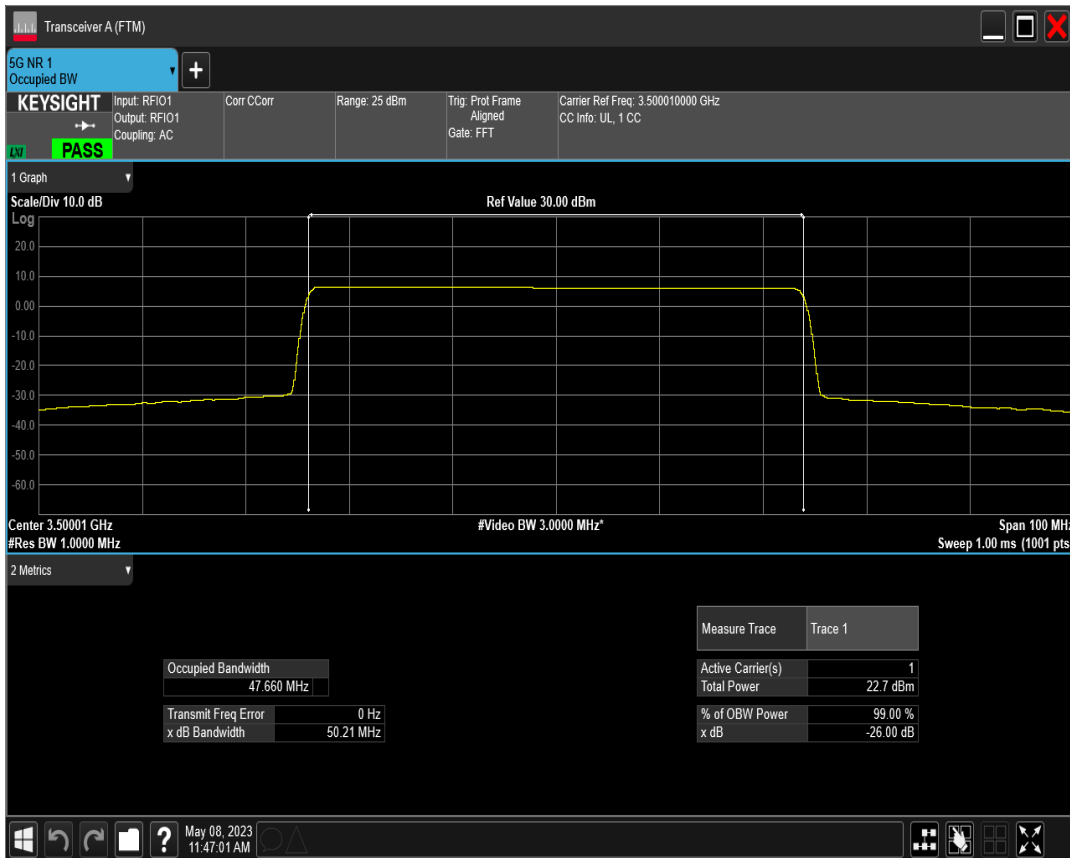 Transceiver A (FTM)
5G NR 1
Occupied BW
+
KEYSIGHT
LXI
PASS
Input: RFIO1
Output: RFIO1
Coupling: AC
Corr CCorr
Range: 25 dBm
Trig: Prot Frame
Aligned
Gate: FFT
Carrier Ref Freq: 3.500010000 GHz
CC Info: UL, 1 CC
1 Graph
Scale/Div 10.0 dB
Ref Value 30.00 dBm
Log
20.0
10.0
0.00
-10.0
-20.0
-30.0
-40.0
-50.0
-60.0
Center 3.50001 GHz
#Video BW 3.0000 MHz*
Span 100 MHz
#Res BW 1.0000 MHz
Sweep 1.00 ms (1001 pts
2 Metrics
Measure Trace Trace 1
Occupied Bandwidth
47.660 MHz
Active Carrier(s) 1
Total Power 22.7 dBm
Transmit Freq Error 0 Hz
x dB Bandwidth 50.21 MHz
% of OBW Power 99.00 %
x dB -26.00 dB
?
May 08, 2023
11:47:01 AM